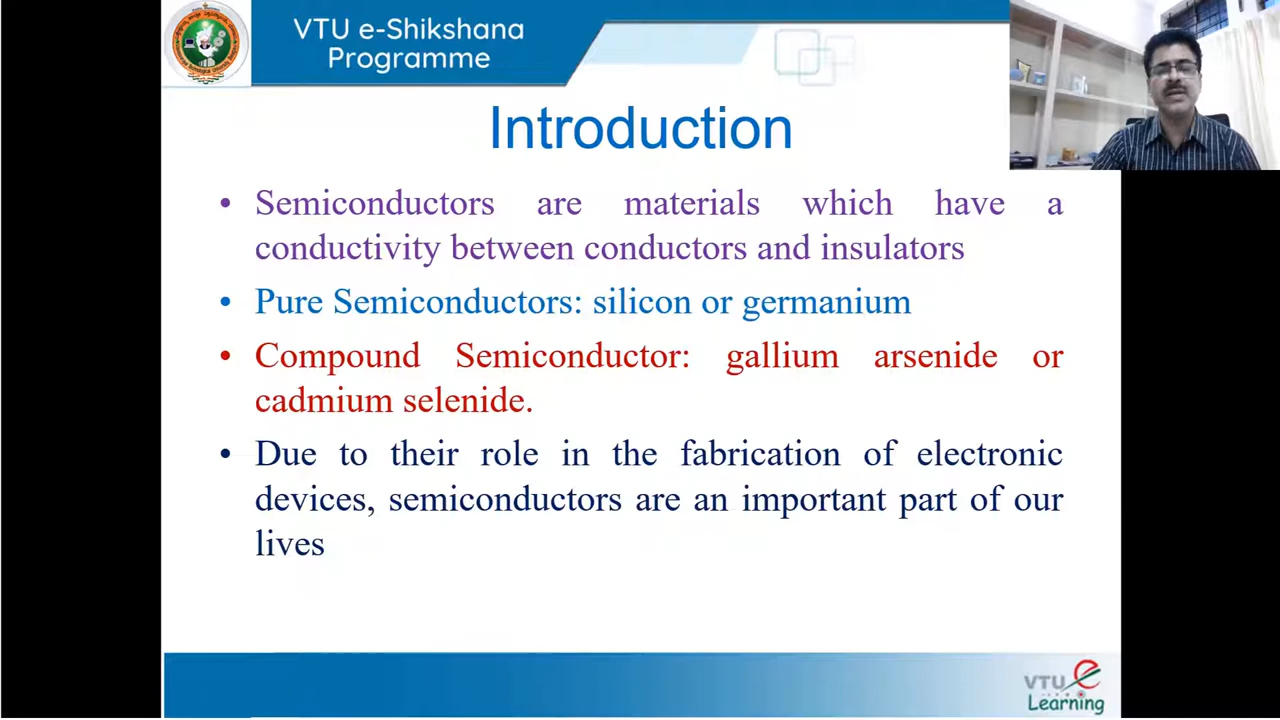 VTU e-Shikshana
Programme
Introduction
• Semiconductors are materials which have a
conductivity between conductors and insulators
• Pure Semiconductors: silicon or germanium
• Compound Semiconductor: gallium arsenide or
cadmium selenide.
• Due to their role in the fabrication of electronic
devices, semiconductors are an important part of our
lives
VTU e
Learning